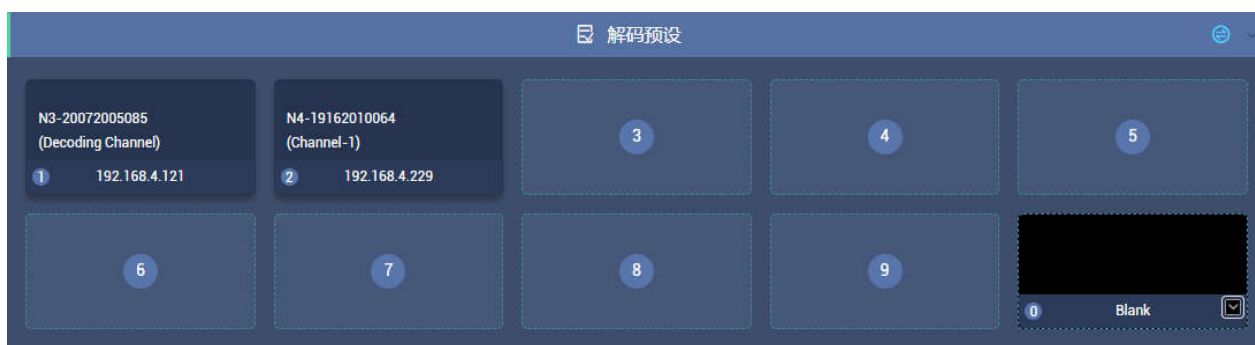 解码预设
N3-20072005085
(Decoding Channel)
1 192.168.4.121
N4-19162010064
(Channel-1)
2 192.168.4.229
3
4
5
6
7
8
9
0 Blank